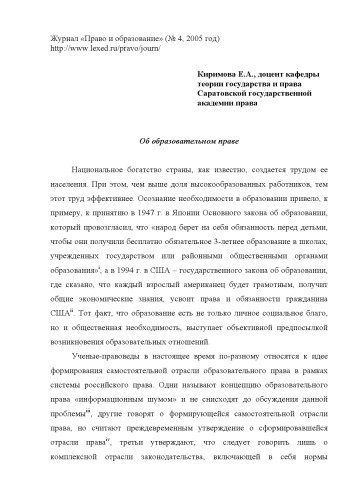 Журнал «Право и образование» (№ 4, 2005 год)
http://www.lexed.ru/pravo/journ/
Киримова Е.А., доцент кафедры
теории государства и права
Саратовской государственной
академии права
Об образовательном праве
Национальное богатство страны, как известно, создается трудом ее
населения. При этом, чем выше доля высокообразованных работников, тем
этот труд эффективнее. Осознание необходимости в образовании привело, к
примеру, к принятию в 1947 г. в Японии Основного закона об образовании,
который провозгласил, что «народ берет на себя обязанность перед детьми,
чтобы они получили бесплатно обязательное 3-летнее образование в школах,
учрежденных государством или районными общественными органами
образования»i, а в 1994 г. в США – государственного закона об образовании,
где сказано, что каждый взрослый американец будет грамотным, получит
общие экономические знания, усвоит права и обязанности гражданина
СШАii. Тот факт, что образование есть не только личное социальное благо,
но и общественная необходимость, выступает объективной предпосылкой
возникновения образовательных отношений.
Ученые-правоведы в настоящее время по-разному относятся к идее
формирования самостоятельной отрасли образовательного права в рамках
системы российского права. Одни называют концепцию образовательного
права «информационным шумом» и не снисходят до обсуждения данной
проблемыiii, другие говорят о формирующейся самостоятельной отрасли
права, но считают преждевременным утверждение о сформировавшейся
отрасли праваiv, третьи утверждают, что следует говорить лишь о
комплексной отрасли законодательства, включающей в себя нормы